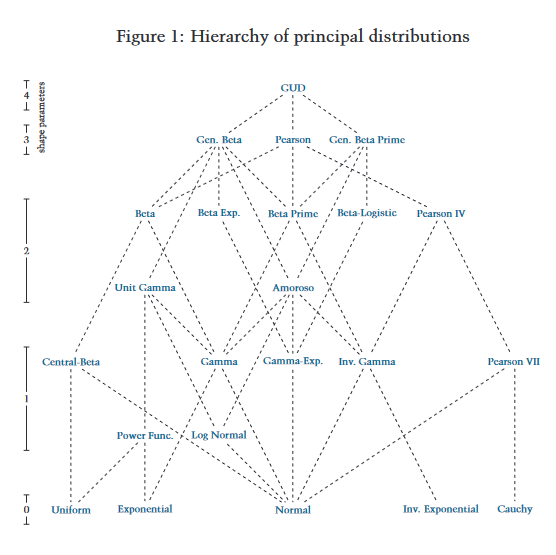 Figure 1: Hierarchy of principal distributions
4
shape parameters
GUD
3
Gen. Beta
Pearson
Gen. Beta Prime
2
Beta
Beta Exp.
Beta Prime
Beta-Logistic
Pearson IV
Unit Gamma
Amoroso
1
Central-Beta
Gamma
Gamma-Exp.
Inv. Gamma
Pearson VII
Power Func.
Log Normal
0
Uniform
Exponential
Normal
Inv. Exponential
Cauchy